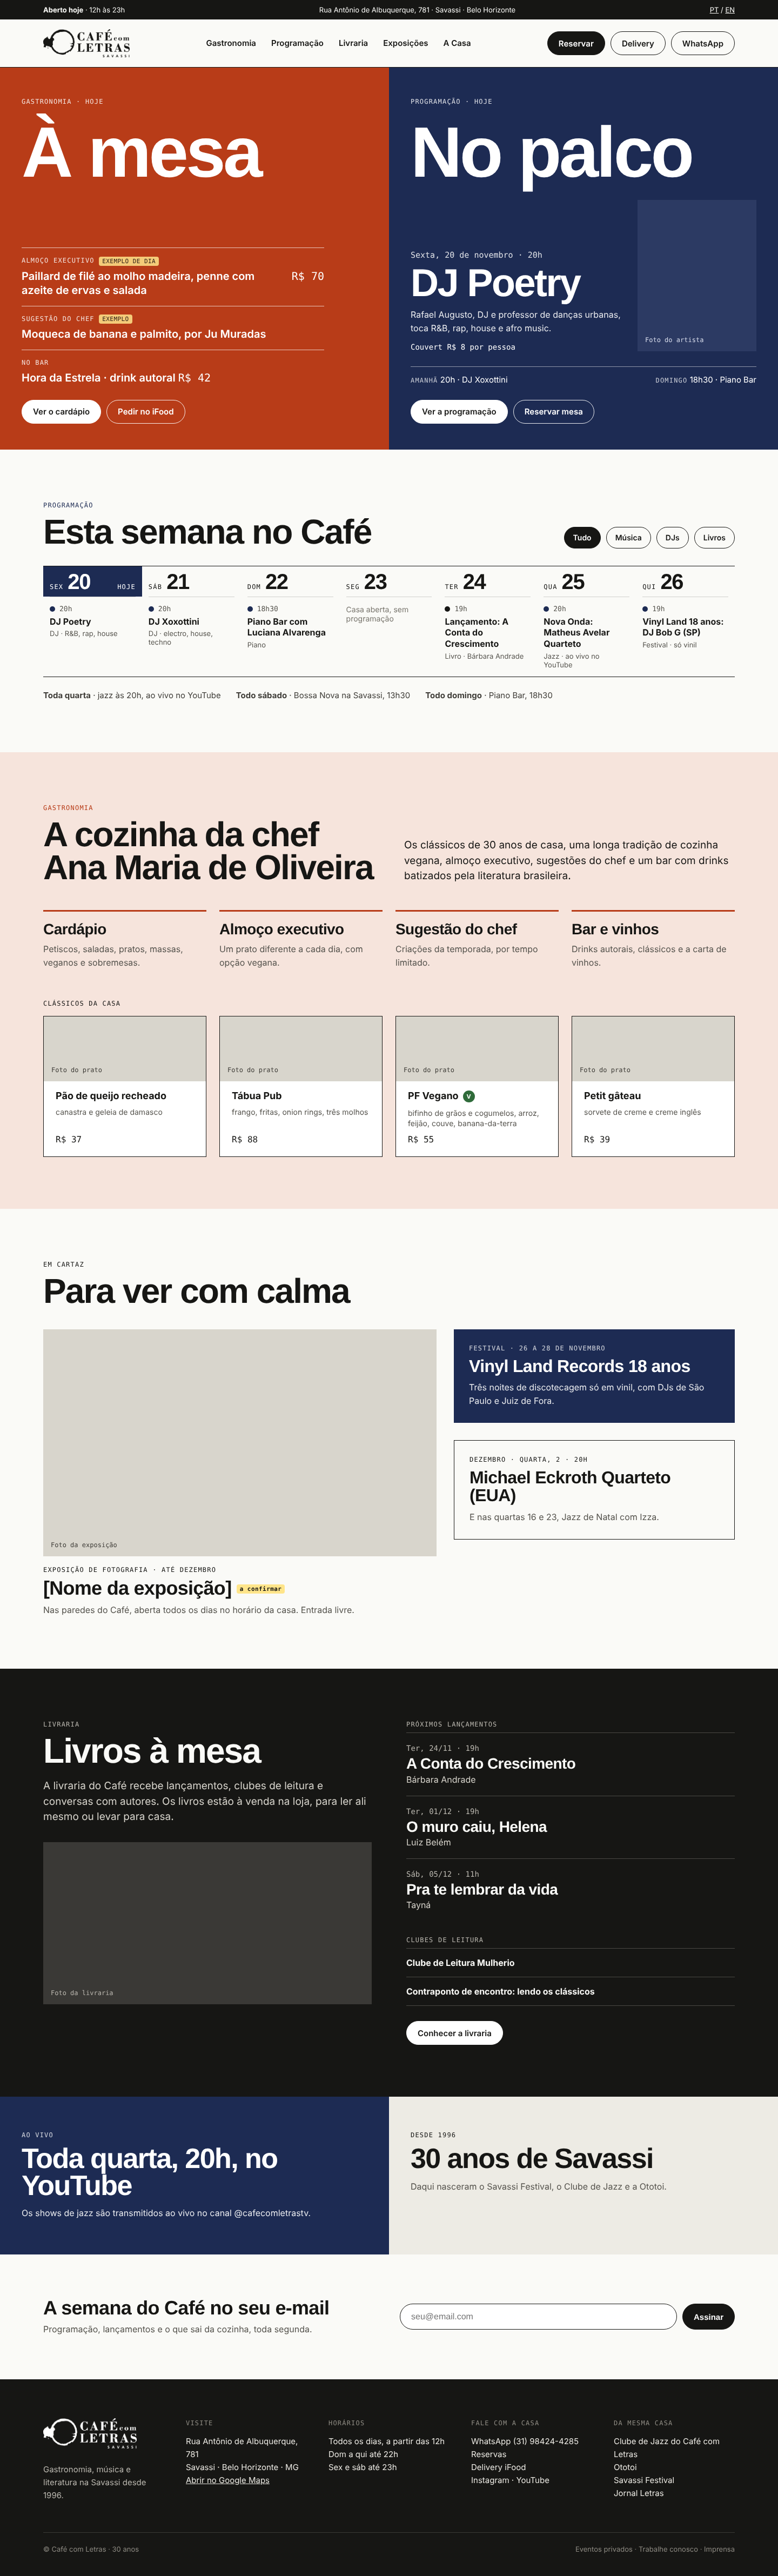 Aberto hoje · 12h às 23h
Rua Antônio de Albuquerque, 781 · Savassi · Belo Horizonte
PT / EN
CAFÉ com LETRAS
SAVASSI
Gastronomia
Programação
Livraria
Exposições
A Casa
Reservar
Delivery
WhatsApp
GASTRONOMIA · HOJE
À mesa
ALMOÇO EXECUTIVO EXEMPLO DE DIA
Paillard de filé ao molho madeira, penne com R$ 70
azeite de ervas e salada
SUGESTÃO DO CHEF EXEMPLO
Moqueca de banana e palmito, por Ju Muradas
NO BAR
Hora da Estrela · drink autoral R$ 42
Ver o cardápio
Pedir no iFood
PROGRAMAÇÃO · HOJE
No palco
Sexta, 20 de novembro · 20h
DJ Poetry
Rafael Augusto, DJ e professor de danças urbanas,
toca R&B, rap, house e afro music.
Couvert R$ 8 por pessoa
Foto do artista
AMANHÃ 20h · DJ Xoxottini
DOMINGO 18h30 · Piano Bar
Ver a programação
Reservar mesa
PROGRAMAÇÃO
Esta semana no Café
Tudo
Música
DJs
Livros
SEX 20 HOJE
20h
DJ Poetry
DJ · R&B, rap, house
SÁB 21
20h
DJ Xoxottini
DJ · electro, house,
techno
DOM 22
18h30
Piano Bar com
Luciana Alvarenga
Piano
SEG 23
Casa aberta, sem
programação
TER 24
19h
Lançamento: A
Conta do
Crescimento
Livro · Bárbara Andrade
QUA 25
20h
Nova Onda:
Matheus Avelar
Quarteto
Jazz · ao vivo no
YouTube
QUI 26
19h
Vinyl Land 18 anos:
DJ Bob G (SP)
Festival · só vinil
Toda quarta · jazz às 20h, ao vivo no YouTube
Todo sábado · Bossa Nova na Savassi, 13h30
Todo domingo · Piano Bar, 18h30
GASTRONOMIA
A cozinha da chef
Ana Maria de Oliveira
Os clássicos de 30 anos de casa, uma longa tradição de cozinha
vegana, almoço executivo, sugestões do chef e um bar com drinks
batizados pela literatura brasileira.
Cardápio
Petiscos, saladas, pratos, massas,
veganos e sobremesas.
Almoço executivo
Um prato diferente a cada dia, com
opção vegana.
Sugestão do chef
Criações da temporada, por tempo
limitado.
Bar e vinhos
Drinks autorais, clássicos e a carta de
vinhos.
CLÁSSICOS DA CASA
Foto do prato
Pão de queijo recheado
canastra e geleia de damasco
R$ 37
Foto do prato
Tábua Pub
frango, fritas, onion rings, três molhos
R$ 88
Foto do prato
PF Vegano V
bifinho de grãos e cogumelos, arroz,
feijão, couve, banana-da-terra
R$ 55
Foto do prato
Petit gâteau
sorvete de creme e creme inglês
R$ 39
EM CARTAZ
Para ver com calma
Foto da exposição
EXPOSIÇÃO DE FOTOGRAFIA · ATÉ DEZEMBRO
[Nome da exposição] a confirmar
Nas paredes do Café, aberta todos os dias no horário da casa. Entrada livre.
FESTIVAL · 26 A 28 DE NOVEMBRO
Vinyl Land Records 18 anos
Três noites de discotecagem só em vinil, com DJs de São
Paulo e Juiz de Fora.
DEZEMBRO · QUARTA, 2 · 20H
Michael Eckroth Quarteto
(EUA)
E nas quartas 16 e 23, Jazz de Natal com Izza.
LIVRARIA
Livros à mesa
A livraria do Café recebe lançamentos, clubes de leitura e
conversas com autores. Os livros estão à venda na loja, para ler ali
mesmo ou levar para casa.
Foto da livraria
PRÓXIMOS LANÇAMENTOS
Ter, 24/11 · 19h
A Conta do Crescimento
Bárbara Andrade
Ter, 01/12 · 19h
O muro caiu, Helena
Luiz Belém
Sáb, 05/12 · 11h
Pra te lembrar da vida
Tayná
CLUBES DE LEITURA
Clube de Leitura Mulherio
Contraponto de encontro: lendo os clássicos
Conhecer a livraria
AO VIVO
Toda quarta, 20h, no
YouTube
Os shows de jazz são transmitidos ao vivo no canal @cafecomletrastv.
DESDE 1996
30 anos de Savassi
Daqui nasceram o Savassi Festival, o Clube de Jazz e a Ototoi.
A semana do Café no seu e-mail
Programação, lançamentos e o que sai da cozinha, toda segunda.
seu@email.com
Assinar
CAFÉ com LETRAS
SAVASSI
Gastronomia, música e
literatura na Savassi desde
1996.
VISITE
Rua Antônio de Albuquerque,
781
Savassi · Belo Horizonte · MG
Abrir no Google Maps
HORÁRIOS
Todos os dias, a partir das 12h
Dom a qui até 22h
Sex e sáb até 23h
FALE COM A CASA
WhatsApp (31) 98424-4285
Reservas
Delivery iFood
Instagram · YouTube
DA MESMA CASA
Clube de Jazz do Café com
Letras
Ototoi
Savassi Festival
Jornal Letras
© Café com Letras · 30 anos
Eventos privados · Trabalhe conosco · Imprensa